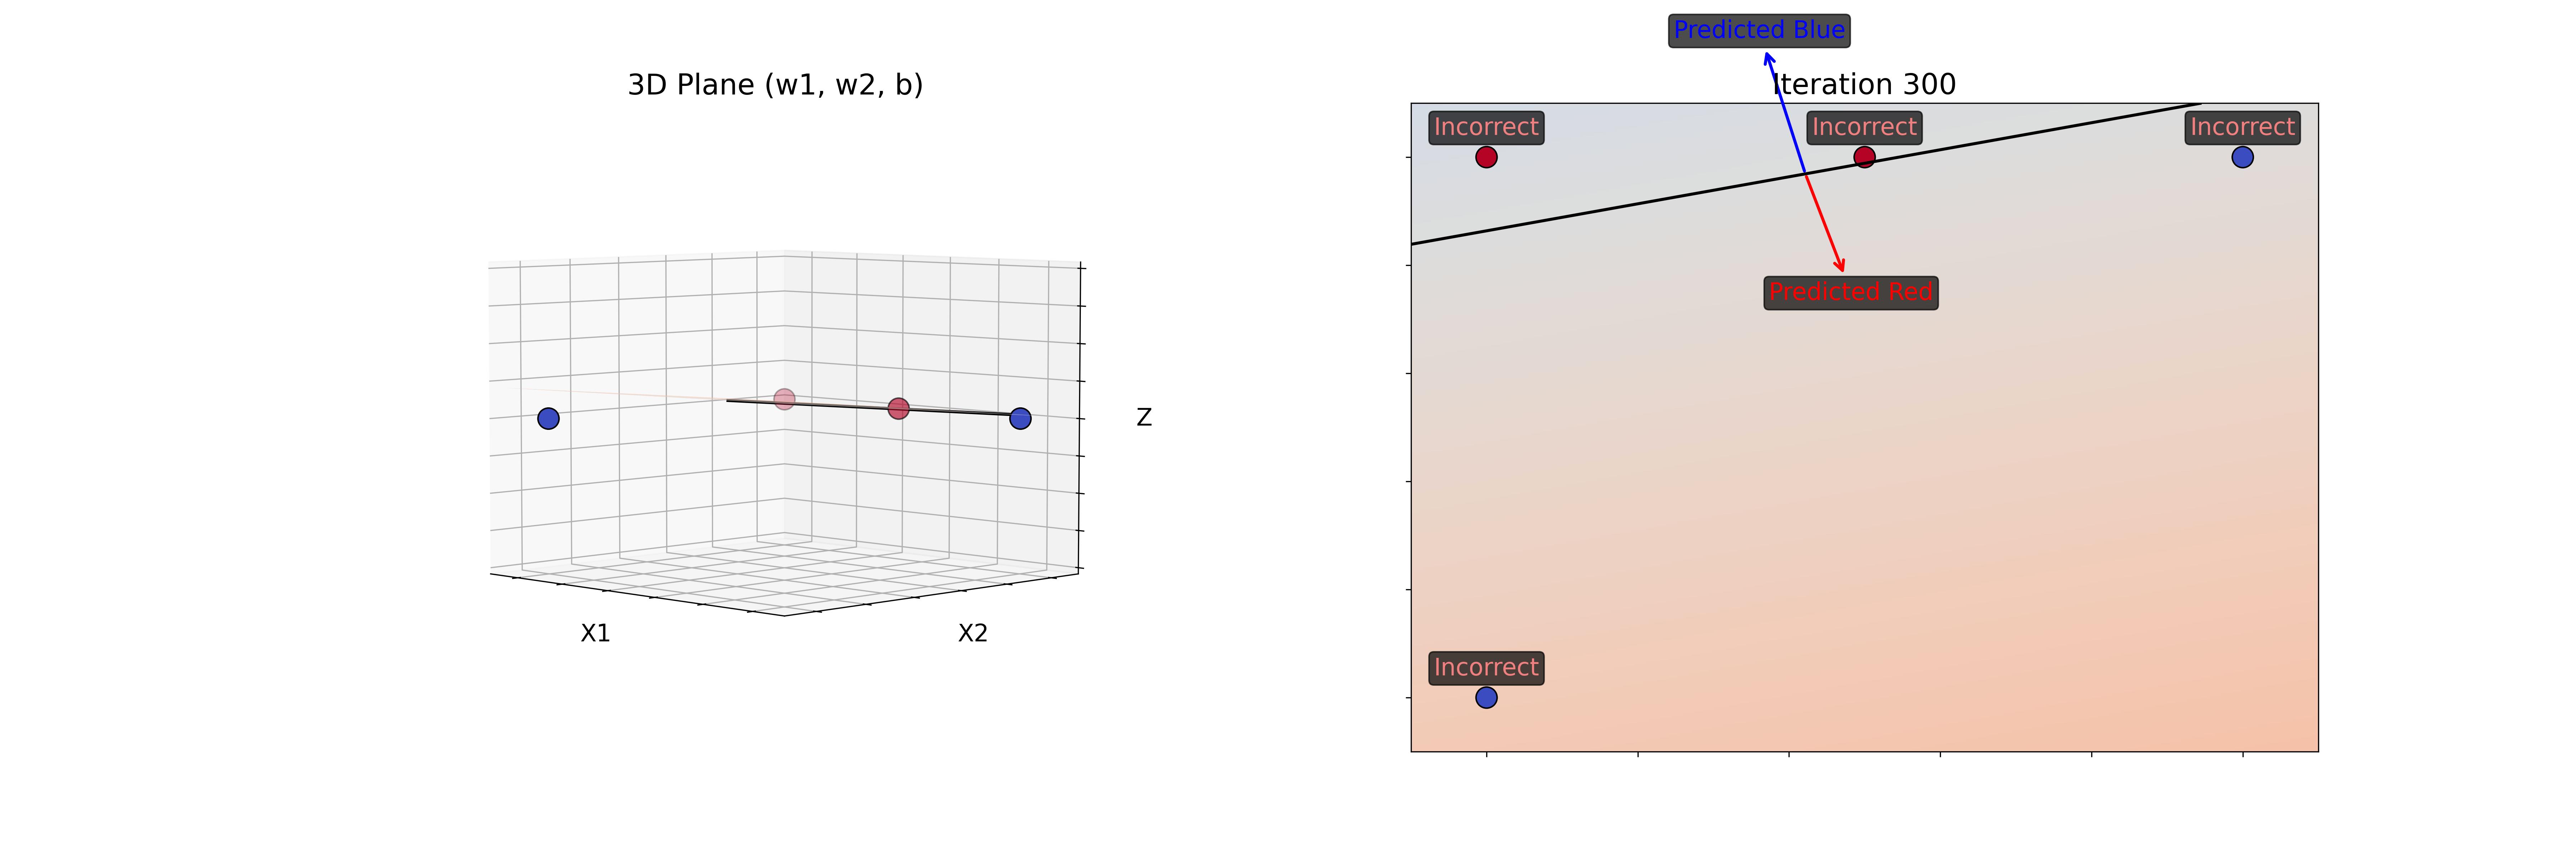 3D Plane (w1, w2, b)
Z
X1
X2
Predicted Blue
Iteration 300
Incorrect
Incorrect
Incorrect
Predicted Red
Incorrect